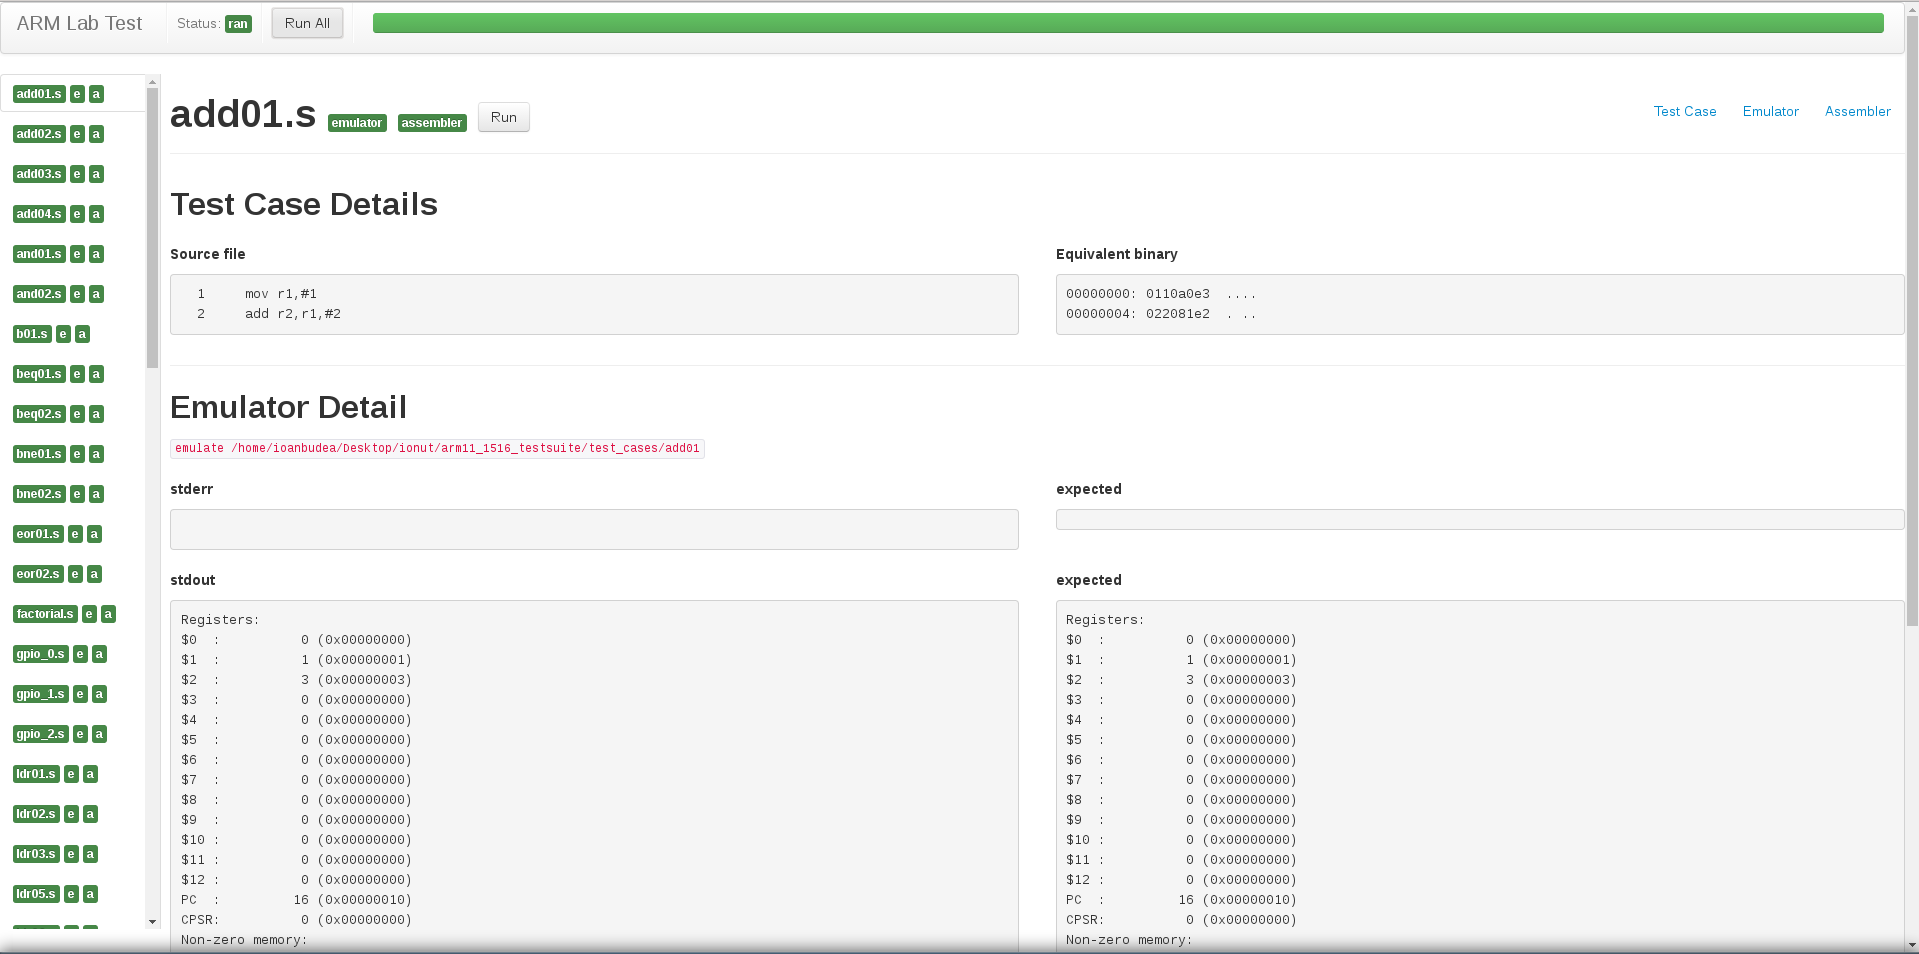 ARM Lab Test Status: ran Run All
add01.s e a
add02.s e a
add03.s e a
add04.s e a
and01.s e a
and02.s e a
b01.s e a
beq01.s e a
beq02.s e a
bne01.s e a
bne02.s e a
eor01.s e a
eor02.s e a
factorial.s e a
gpio_0.s e a
gpio_1.s e a
gpio_2.s e a
ldr01.s e a
ldr02.s e a
ldr03.s e a
ldr05.s e a
add01.s emulator assembler Run
Test Case Emulator Assembler
Test Case Details
Source file
1 mov r1,#1
2 add r2,r1,#2
Equivalent binary
00000000: 0110a0e3 ....
00000004: 022081e2 . ..
Emulator Detail
emulate /home/ioanbudea/Desktop/ionut/arm11_1516_testsuite/test_cases/add01
stderr
expected
stdout
Registers:
$0 : 0 (0x00000000)
$1 : 1 (0x00000001)
$2 : 3 (0x00000003)
$3 : 0 (0x00000000)
$4 : 0 (0x00000000)
$5 : 0 (0x00000000)
$6 : 0 (0x00000000)
$7 : 0 (0x00000000)
$8 : 0 (0x00000000)
$9 : 0 (0x00000000)
$10 : 0 (0x00000000)
$11 : 0 (0x00000000)
$12 : 0 (0x00000000)
PC : 16 (0x00000010)
CPSR: 0 (0x00000000)
Non-zero memory:
expected
Registers:
$0 : 0 (0x00000000)
$1 : 1 (0x00000001)
$2 : 3 (0x00000003)
$3 : 0 (0x00000000)
$4 : 0 (0x00000000)
$5 : 0 (0x00000000)
$6 : 0 (0x00000000)
$7 : 0 (0x00000000)
$8 : 0 (0x00000000)
$9 : 0 (0x00000000)
$10 : 0 (0x00000000)
$11 : 0 (0x00000000)
$12 : 0 (0x00000000)
PC : 16 (0x00000010)
CPSR: 0 (0x00000000)
Non-zero memory: